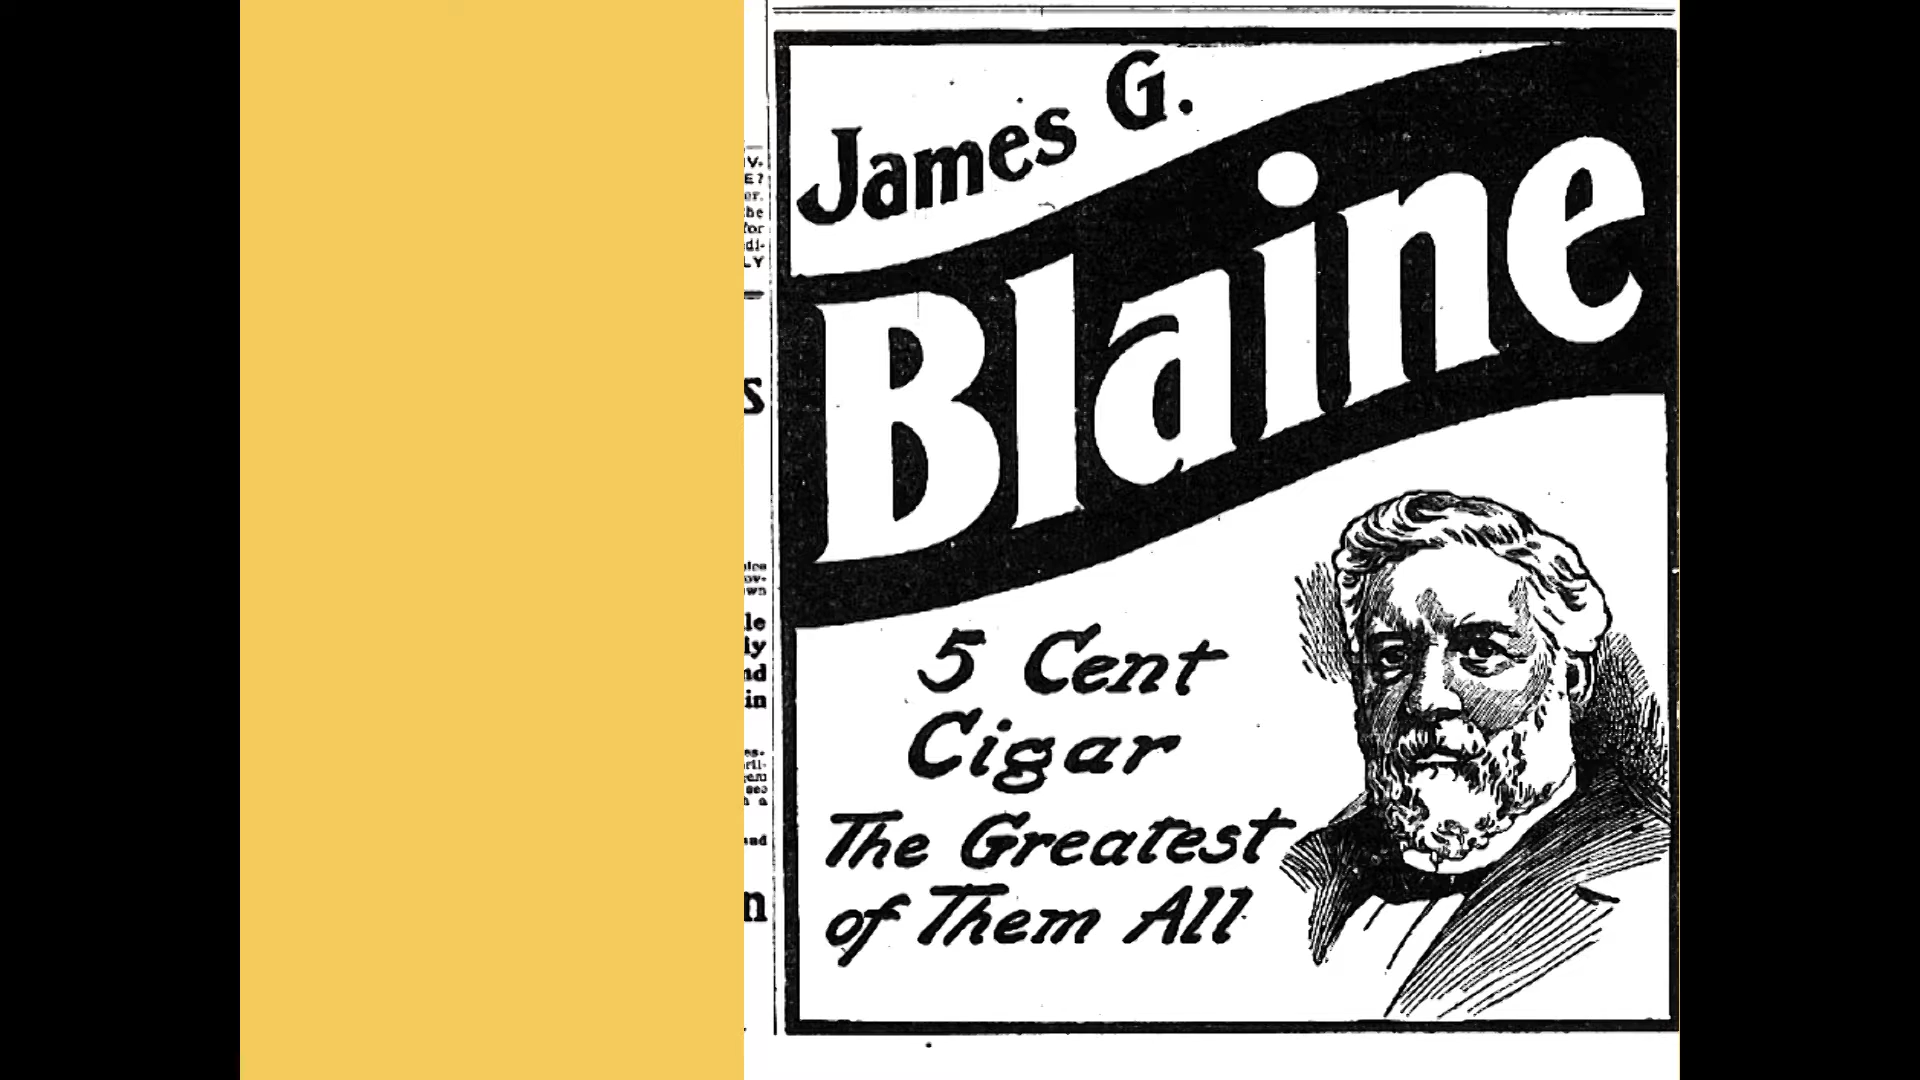 James G.
Blaine
5 Cent
Cigar
The Greatest
of Them All